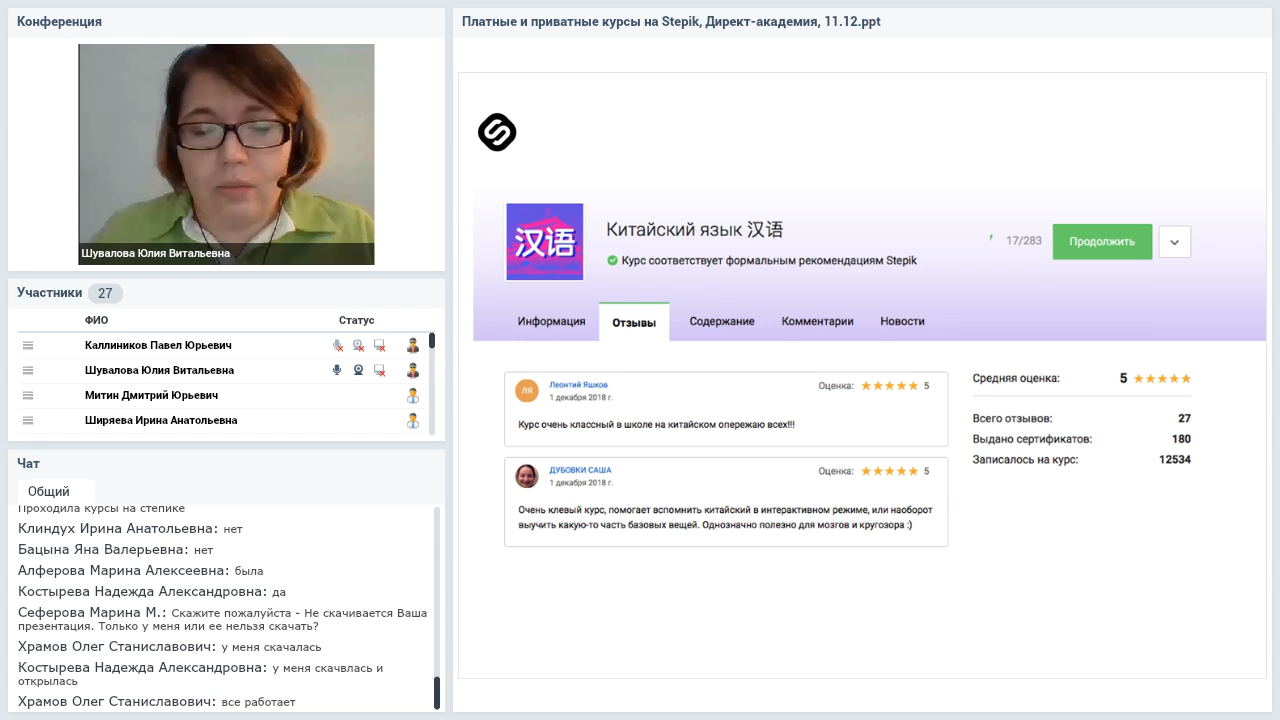 Конференция
Шувалова Юлия Витальевна
Участники 27
ФИО Статус
Каллиников Павел Юрьевич
Шувалова Юлия Витальевна
Митин Дмитрий Юрьевич
Ширяева Ирина Анатольевна
Чат
Общий
Проходила курсы на степике
Клиндух Ирина Анатольевна: нет
Бацына Яна Валерьевна: нет
Алферова Марина Алексеевна: была
Костырева Надежда Александровна: да
Сеферова Марина М.: Скажите пожалуйста - Не скачивается Ваша
презентация. Только у меня или ее нельзя скачать?
Храмов Олег Станиславович: у меня скачалась
Костырева Надежда Александровна: у меня скачвлась и
открылась
Храмов Олег Станиславович: все работает
Платные и приватные курсы на Stepik, Директ-академия, 11.12.ppt
汉语
Китайский язык 汉语
17/283
Продолжить
Курс соответствует формальным рекомендациям Stepik
Информация Отзывы Содержание Комментарии Новости
ЛЯ
Леонтий Яшков
1 декабря 2018 г.
Оценка: 5
Курс очень классный в школе на китайском опережаю всех!!!
ДУБОВКИ САША
1 декабря 2018 г.
Оценка: 5
Очень клевый курс, помогает вспомнить китайский в интерактивном режиме, или наоборот
выучить какую-то часть базовых вещей. Однозначно полезно для мозгов и кругозора :)
Средняя оценка: 5
Всего отзывов: 27
Выдано сертификатов: 180
Записалось на курс: 12534